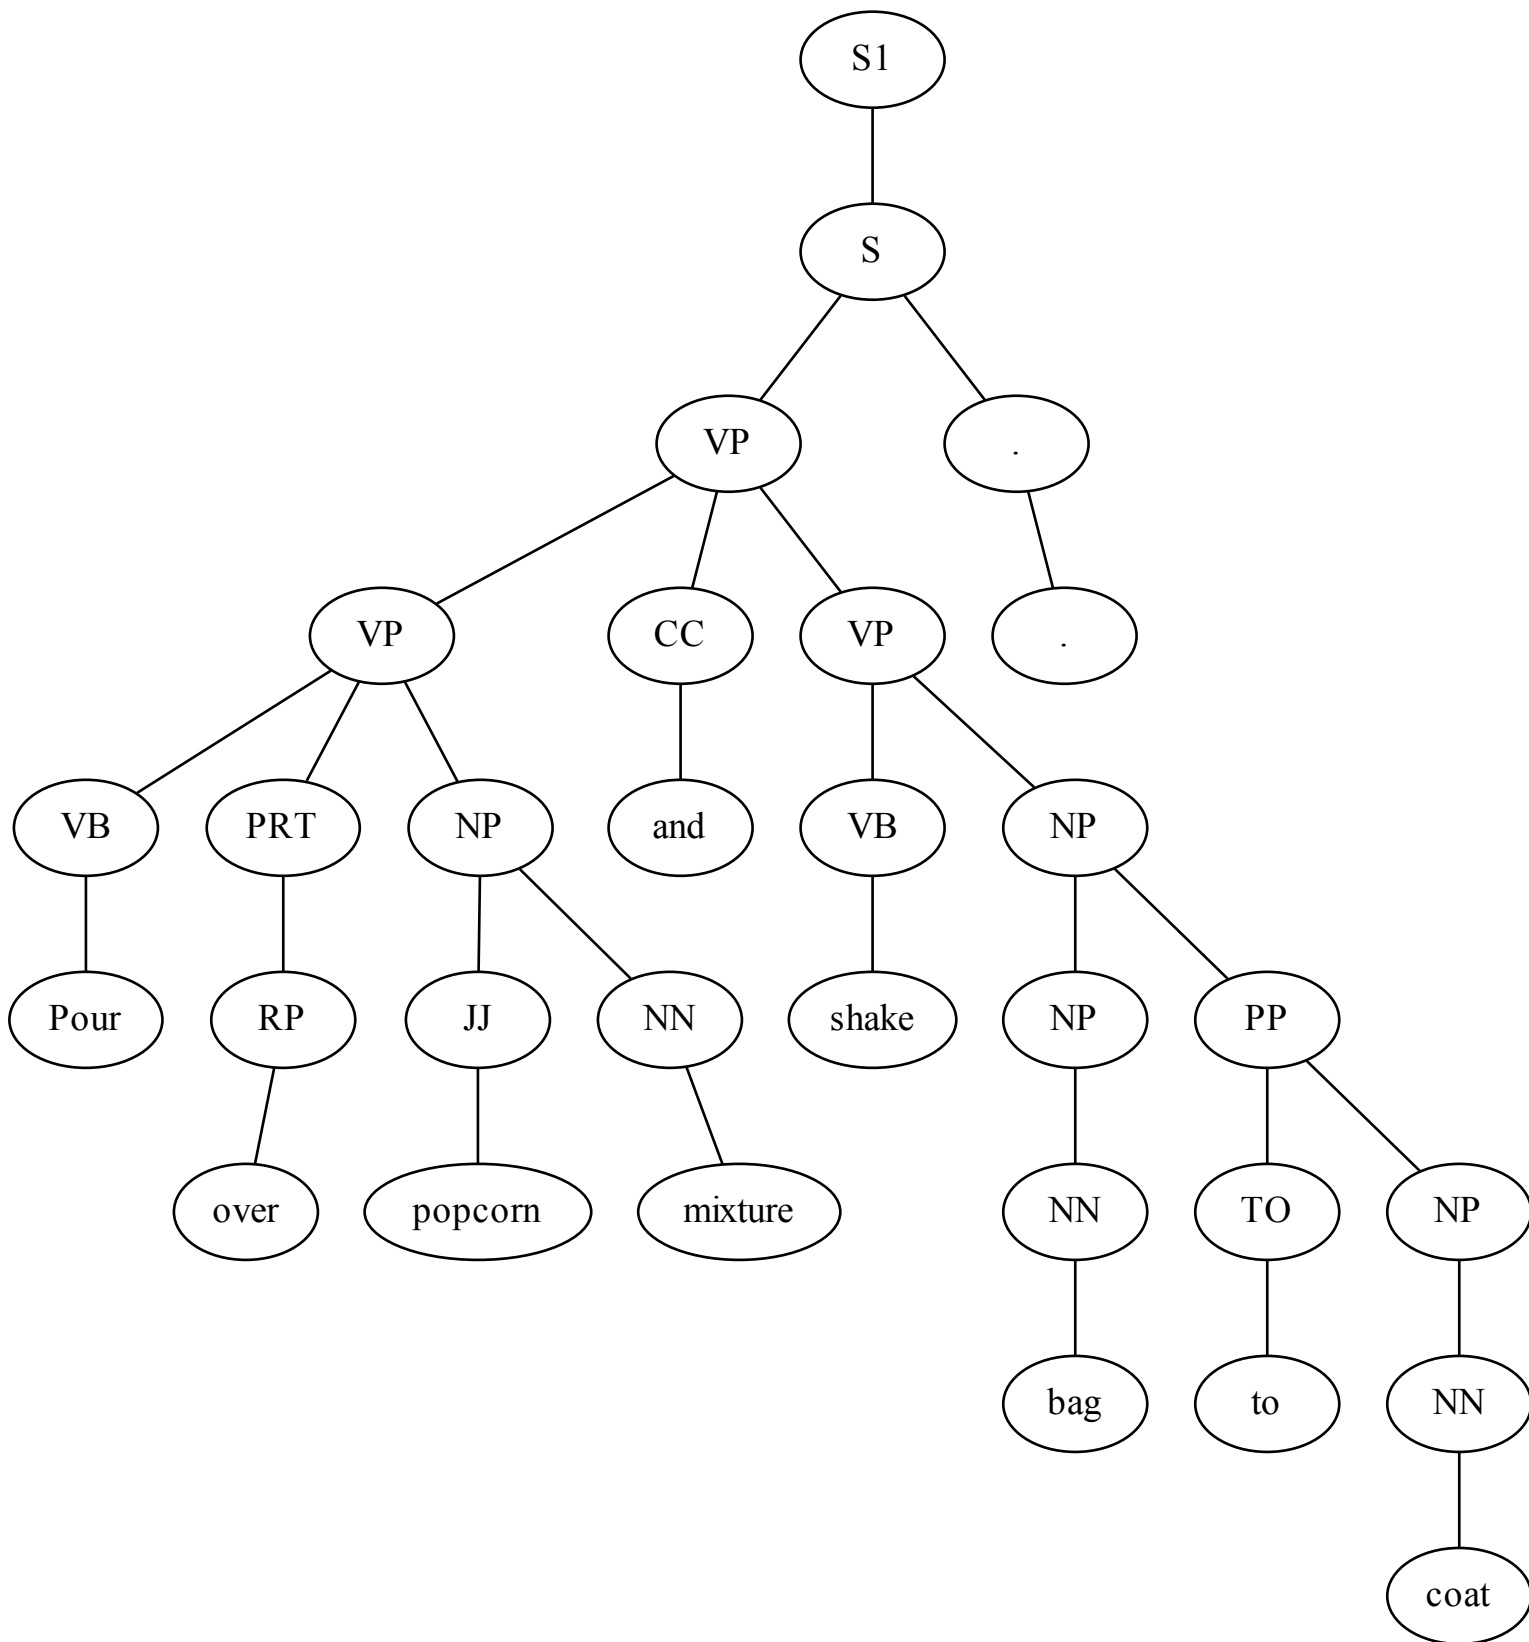 S1
S
VP .
VP CC VP .
VB PRT NP and VB NP
Pour RP JJ NN shake NP PP
over popcorn mixture NN TO NP
bag to NN
coat